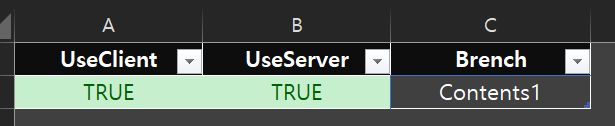 A B C
UseClient UseServer Brench
TRUE TRUE Contents1